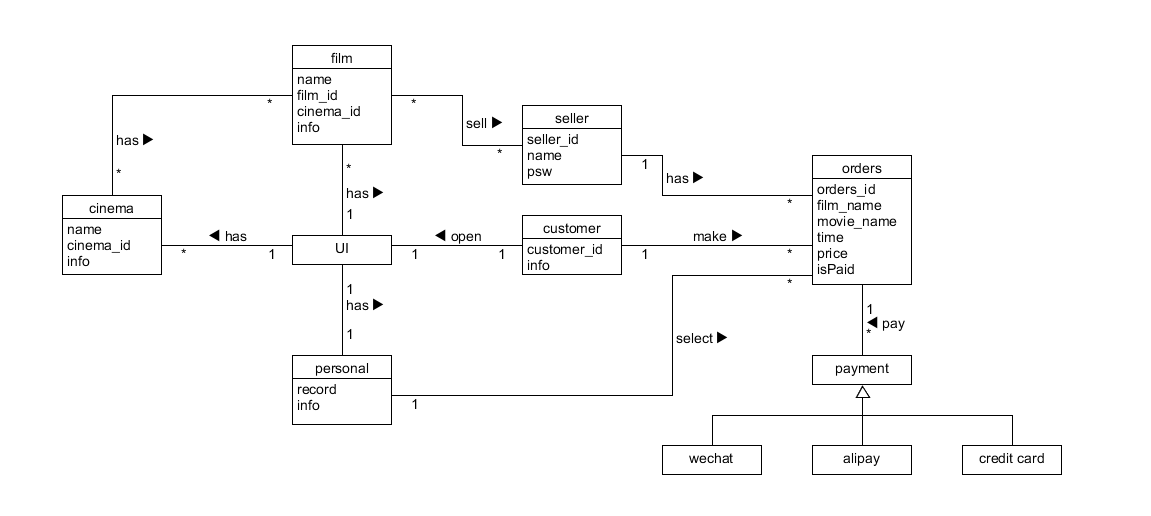 film
name
film_id
cinema_id
info
*
*
has ▶
*
sell ▶
*
seller
seller_id
name
psw
1
has ▶
*
orders
orders_id
film_name
movie_name
time
price
isPaid
*
has ▶
1
cinema
name
cinema_id
info
◀ has
*
1
UI
◀ open
1
1
customer
customer_id
info
make ▶
1
*
*
1
has ▶
1
select ▶
1
◀ pay
*
personal
record
info
1
payment
wechat
alipay
credit card